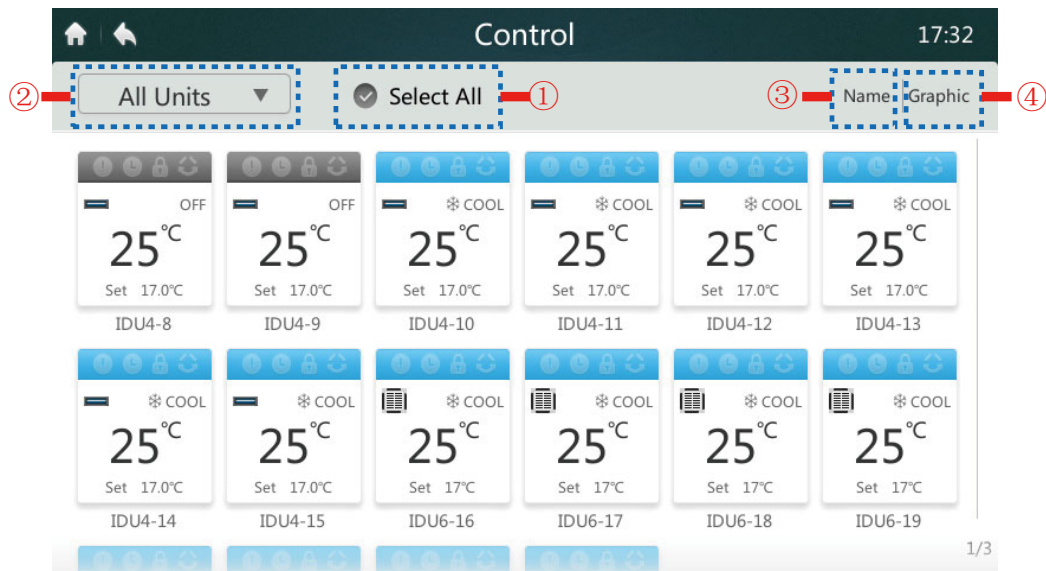 Control 17:32
② All Units ▼ Select All ① ③ Name Graphic ④
OFF OFF COOL COOL COOL COOL
25℃ 25℃ 25℃ 25℃ 25℃ 25℃
Set 17.0℃ Set 17.0℃ Set 17.0℃ Set 17.0℃ Set 17.0℃ Set 17.0℃
IDU4-8 IDU4-9 IDU4-10 IDU4-11 IDU4-12 IDU4-13
COOL COOL COOL COOL COOL COOL
25℃ 25℃ 25℃ 25℃ 25℃ 25℃
Set 17.0℃ Set 17.0℃ Set 17℃ Set 17℃ Set 17℃ Set 17℃
IDU4-14 IDU4-15 IDU6-16 IDU6-17 IDU6-18 IDU6-19
1/3